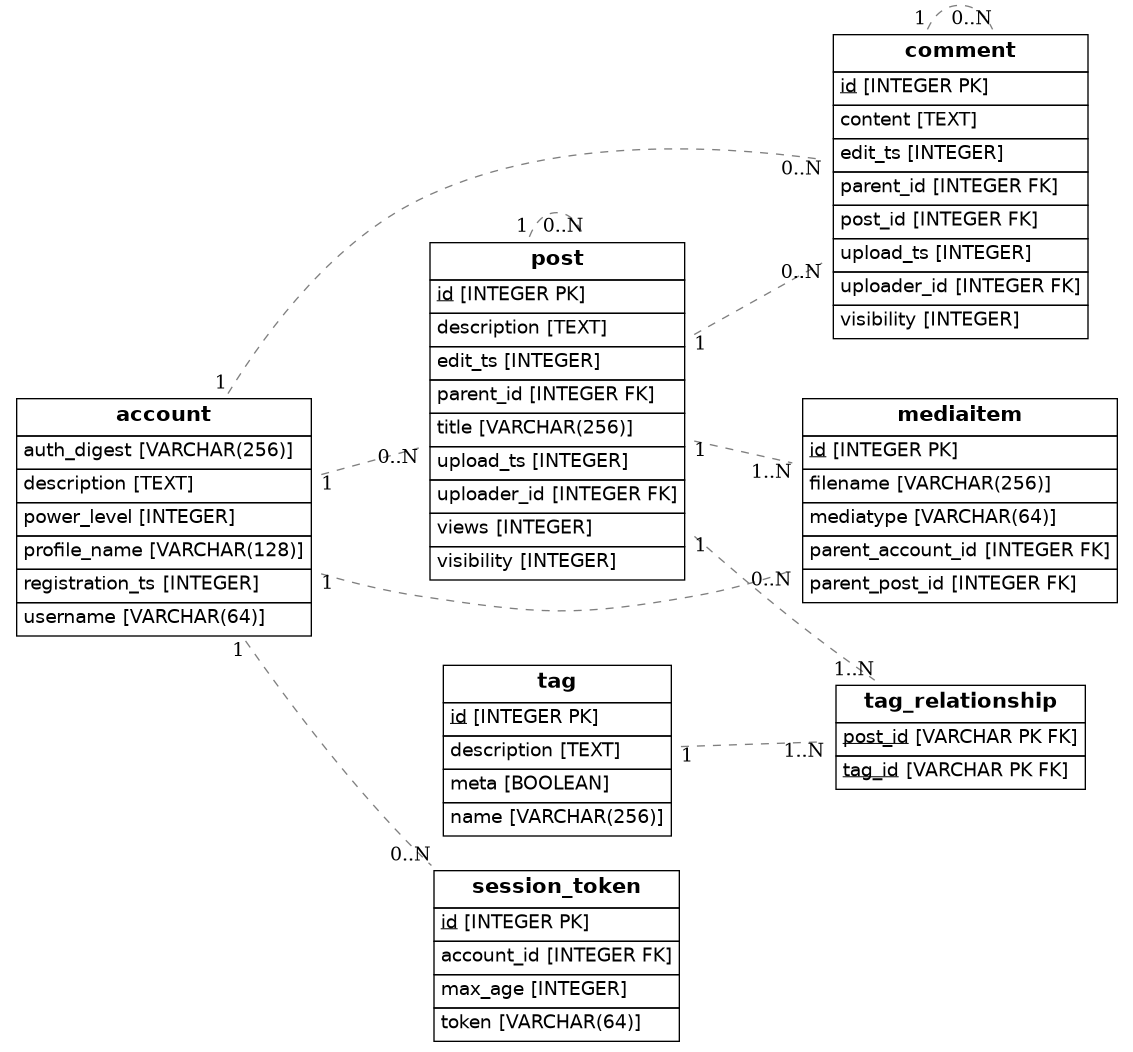 1 0..N
comment
id [INTEGER PK]
content [TEXT]
edit_ts [INTEGER]
parent_id [INTEGER FK]
post_id [INTEGER FK]
upload_ts [INTEGER]
uploader_id [INTEGER FK]
visibility [INTEGER]
0..N
0..N
1 0..N
post
id [INTEGER PK]
description [TEXT]
edit_ts [INTEGER]
parent_id [INTEGER FK]
title [VARCHAR(256)]
upload_ts [INTEGER]
uploader_id [INTEGER FK]
views [INTEGER]
visibility [INTEGER]
1
1
1
1
account
auth_digest [VARCHAR(256)]
description [TEXT]
power_level [INTEGER]
profile_name [VARCHAR(128)]
registration_ts [INTEGER]
username [VARCHAR(64)]
1
0..N
1
1
mediaitem
id [INTEGER PK]
filename [VARCHAR(256)]
mediatype [VARCHAR(64)]
parent_account_id [INTEGER FK]
parent_post_id [INTEGER FK]
1..N
0..N
tag
id [INTEGER PK]
description [TEXT]
meta [BOOLEAN]
name [VARCHAR(256)]
1
1..N
1..N
tag_relationship
post_id [VARCHAR PK FK]
tag_id [VARCHAR PK FK]
0..N
session_token
id [INTEGER PK]
account_id [INTEGER FK]
max_age [INTEGER]
token [VARCHAR(64)]